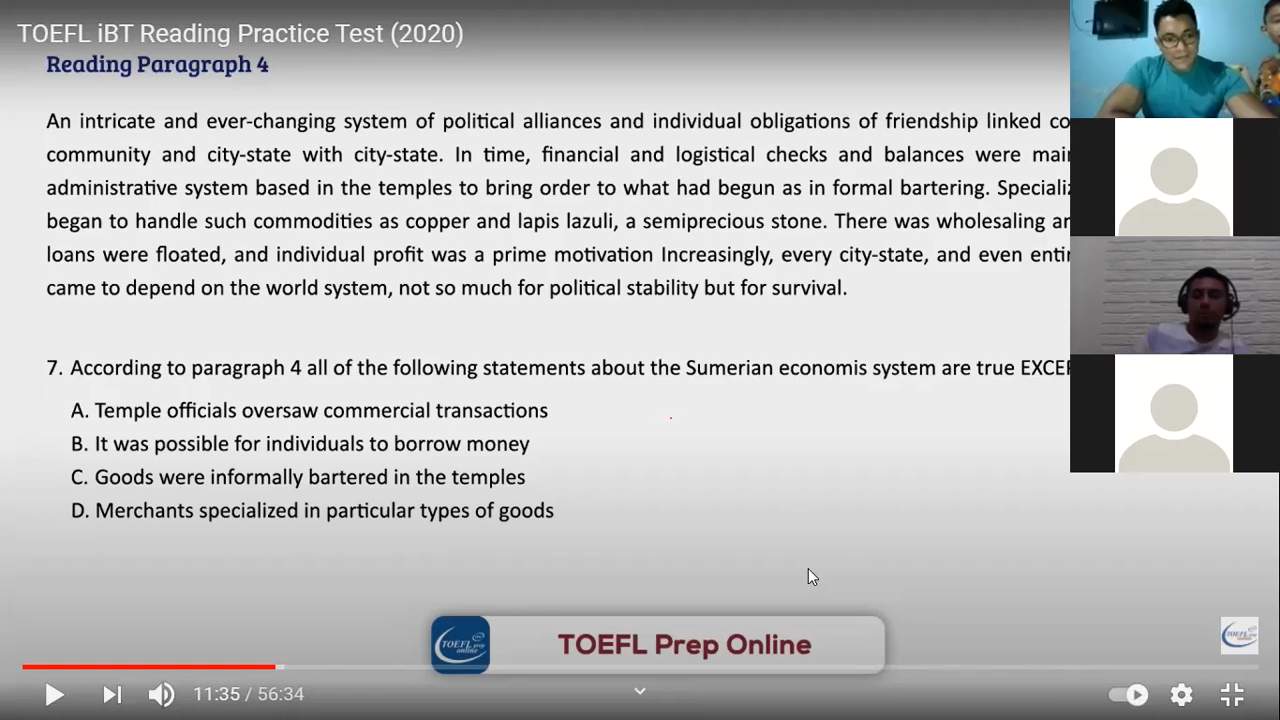 TOEFL iBT Reading Practice Test (2020)
Reading Paragraph 4
An intricate and ever-changing system of political alliances and individual obligations of friendship linked
community and city-state with city-state. In time, financial and logistical checks and balances were
administrative system based in the temples to bring order to what had begun as in formal bartering.
began to handle such commodities as copper and lapis lazuli, a semiprecious stone. There was wholesaling
loans were floated, and individual profit was a prime motivation Increasingly, every city-state, and even
came to depend on the world system, not so much for political stability but for survival.
7. According to paragraph 4 all of the following statements about the Sumerian economis system are true
A. Temple officials oversaw commercial transactions
B. It was possible for individuals to borrow money
C. Goods were informally bartered in the temples
D. Merchants specialized in particular types of goods
TOEFL prep online
TOEFL Prep Online
11:35 / 56:34